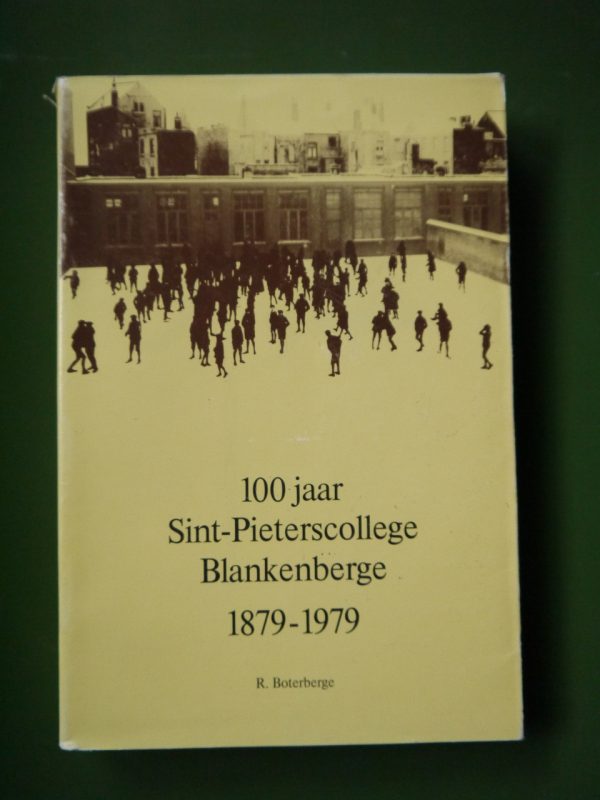 100 jaar
Sint-Pieterscollege
Blankenberge
1879-1979
R. Boterberge